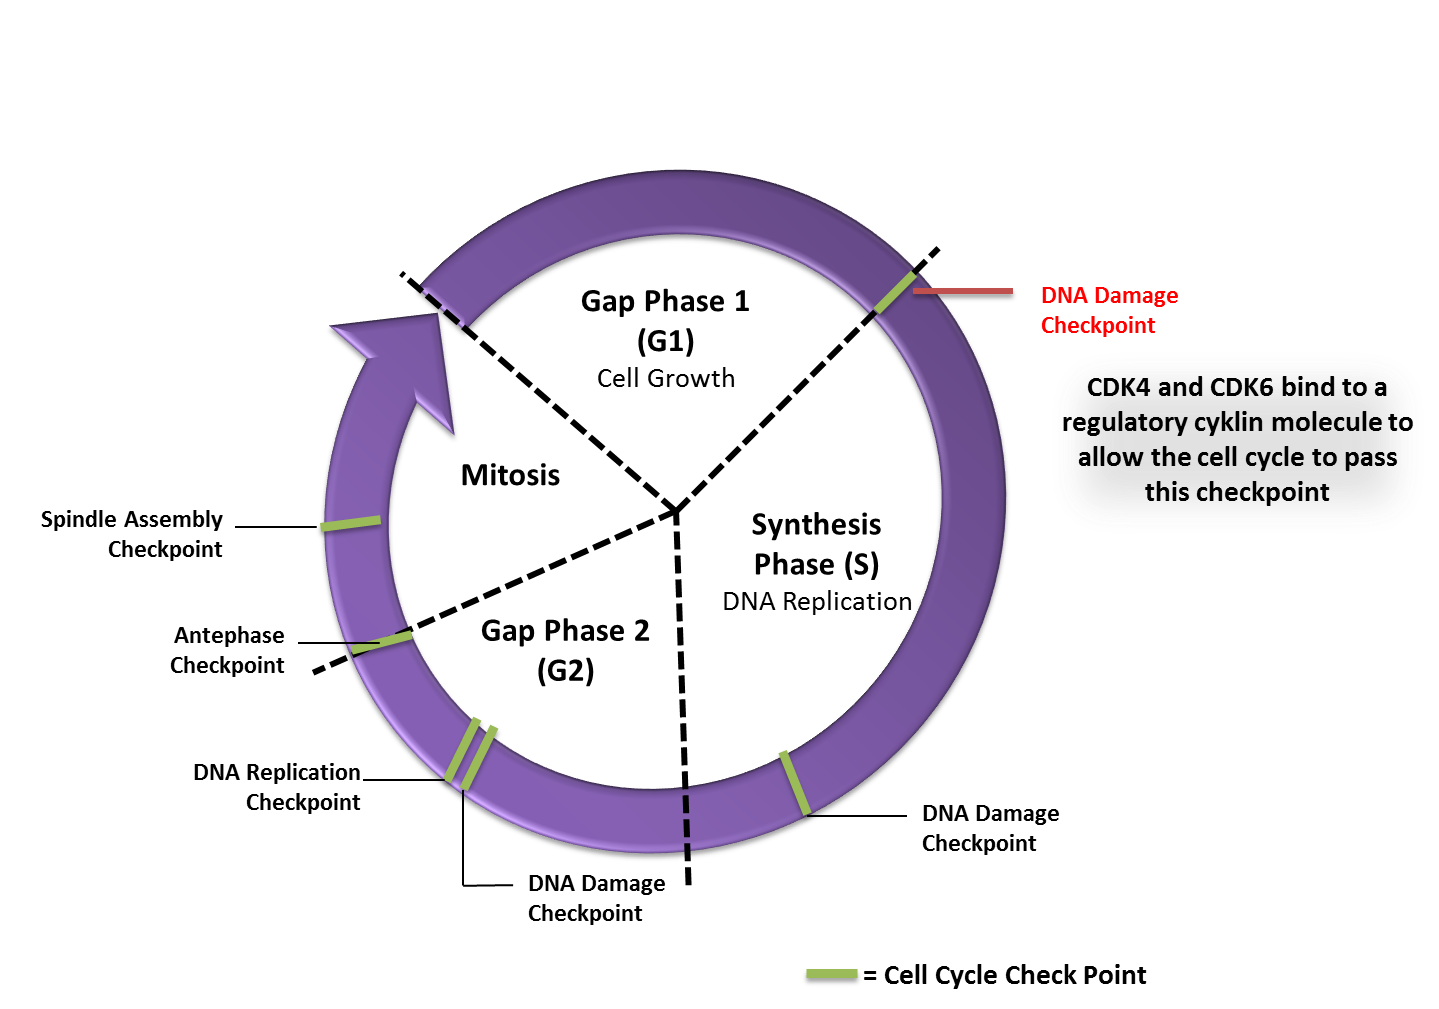 Gap Phase 1
(G1)
Cell Growth
DNA Damage
Checkpoint
CDK4 and CDK6 bind to a
regulatory cyklin molecule to
allow the cell cycle to pass
this checkpoint
Mitosis
Spindle Assembly
Checkpoint
Synthesis
Phase (S)
DNA Replication
Antephase
Checkpoint
Gap Phase 2
(G2)
DNA Replication
Checkpoint
DNA Damage
Checkpoint
DNA Damage
Checkpoint
= Cell Cycle Check Point